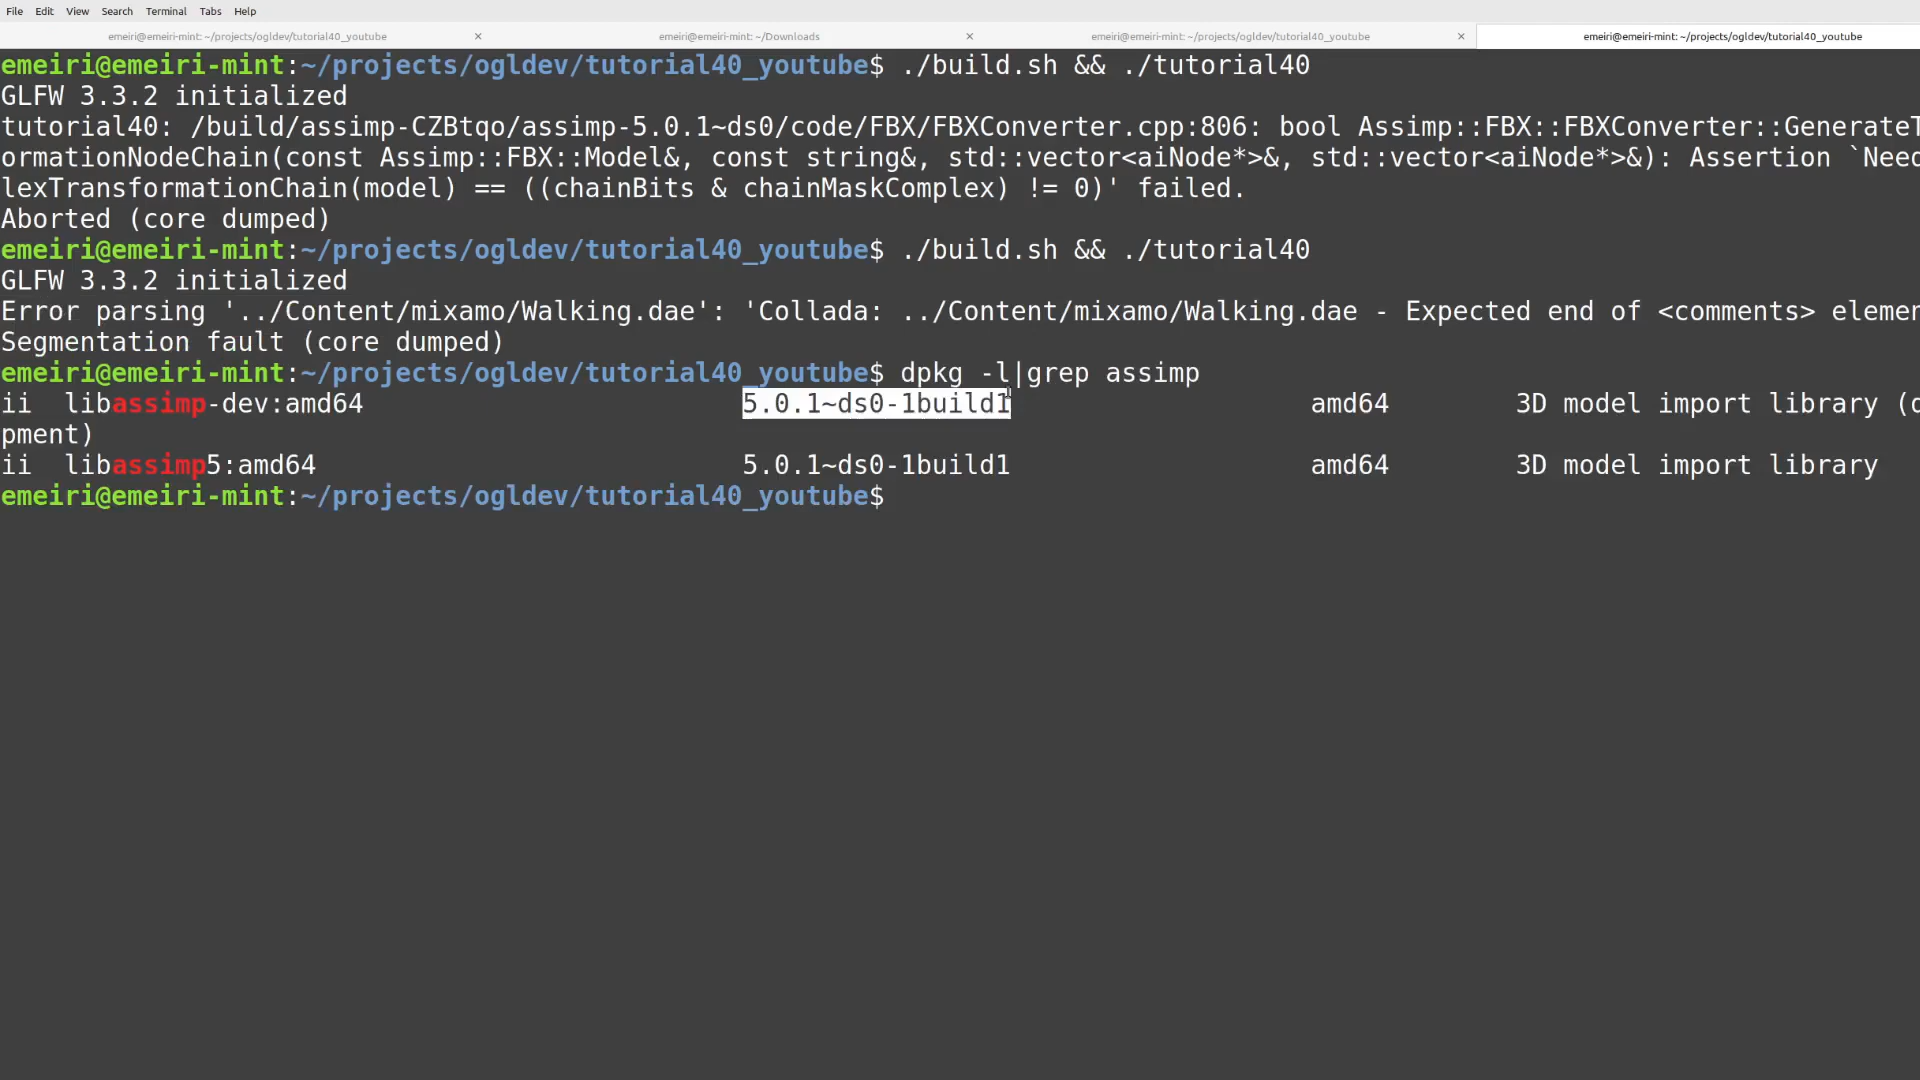 File Edit View Search Terminal Tabs Help
emeiri@emeiri-mint: ~/projects/ogldev/tutorial40_youtube × emeiri@emeiri-mint: ~/Downloads × emeiri@emeiri-mint: ~/projects/ogldev/tutorial40_youtube × emeiri@emeiri-mint: ~/projects/ogldev/tutorial40_youtube
emeiri@emeiri-mint:~/projects/ogldev/tutorial40_youtube$ ./build.sh && ./tutorial40
GLFW 3.3.2 initialized
tutorial40: /build/assimp-CZBtqo/assimp-5.0.1~ds0/code/FBX/FBXConverter.cpp:806: bool Assimp::FBX::FBXConverter::GenerateT
ormationNodeChain(const Assimp::FBX::Model&, const string&, std::vector<aiNode*>&, std::vector<aiNode*>&): Assertion `Need
lexTransformationChain(model) == ((chainBits & chainMaskComplex) != 0)' failed.
Aborted (core dumped)
emeiri@emeiri-mint:~/projects/ogldev/tutorial40_youtube$ ./build.sh && ./tutorial40
GLFW 3.3.2 initialized
Error parsing '../Content/mixamo/Walking.dae': 'Collada: ../Content/mixamo/Walking.dae - Expected end of <comments> elemen
Segmentation fault (core dumped)
emeiri@emeiri-mint:~/projects/ogldev/tutorial40_youtube$ dpkg -l|grep assimp
ii libassimp-dev:amd64 5.0.1~ds0-1build1 amd64 3D model import library (d
pment)
ii libassimp5:amd64 5.0.1~ds0-1build1 amd64 3D model import library
emeiri@emeiri-mint:~/projects/ogldev/tutorial40_youtube$